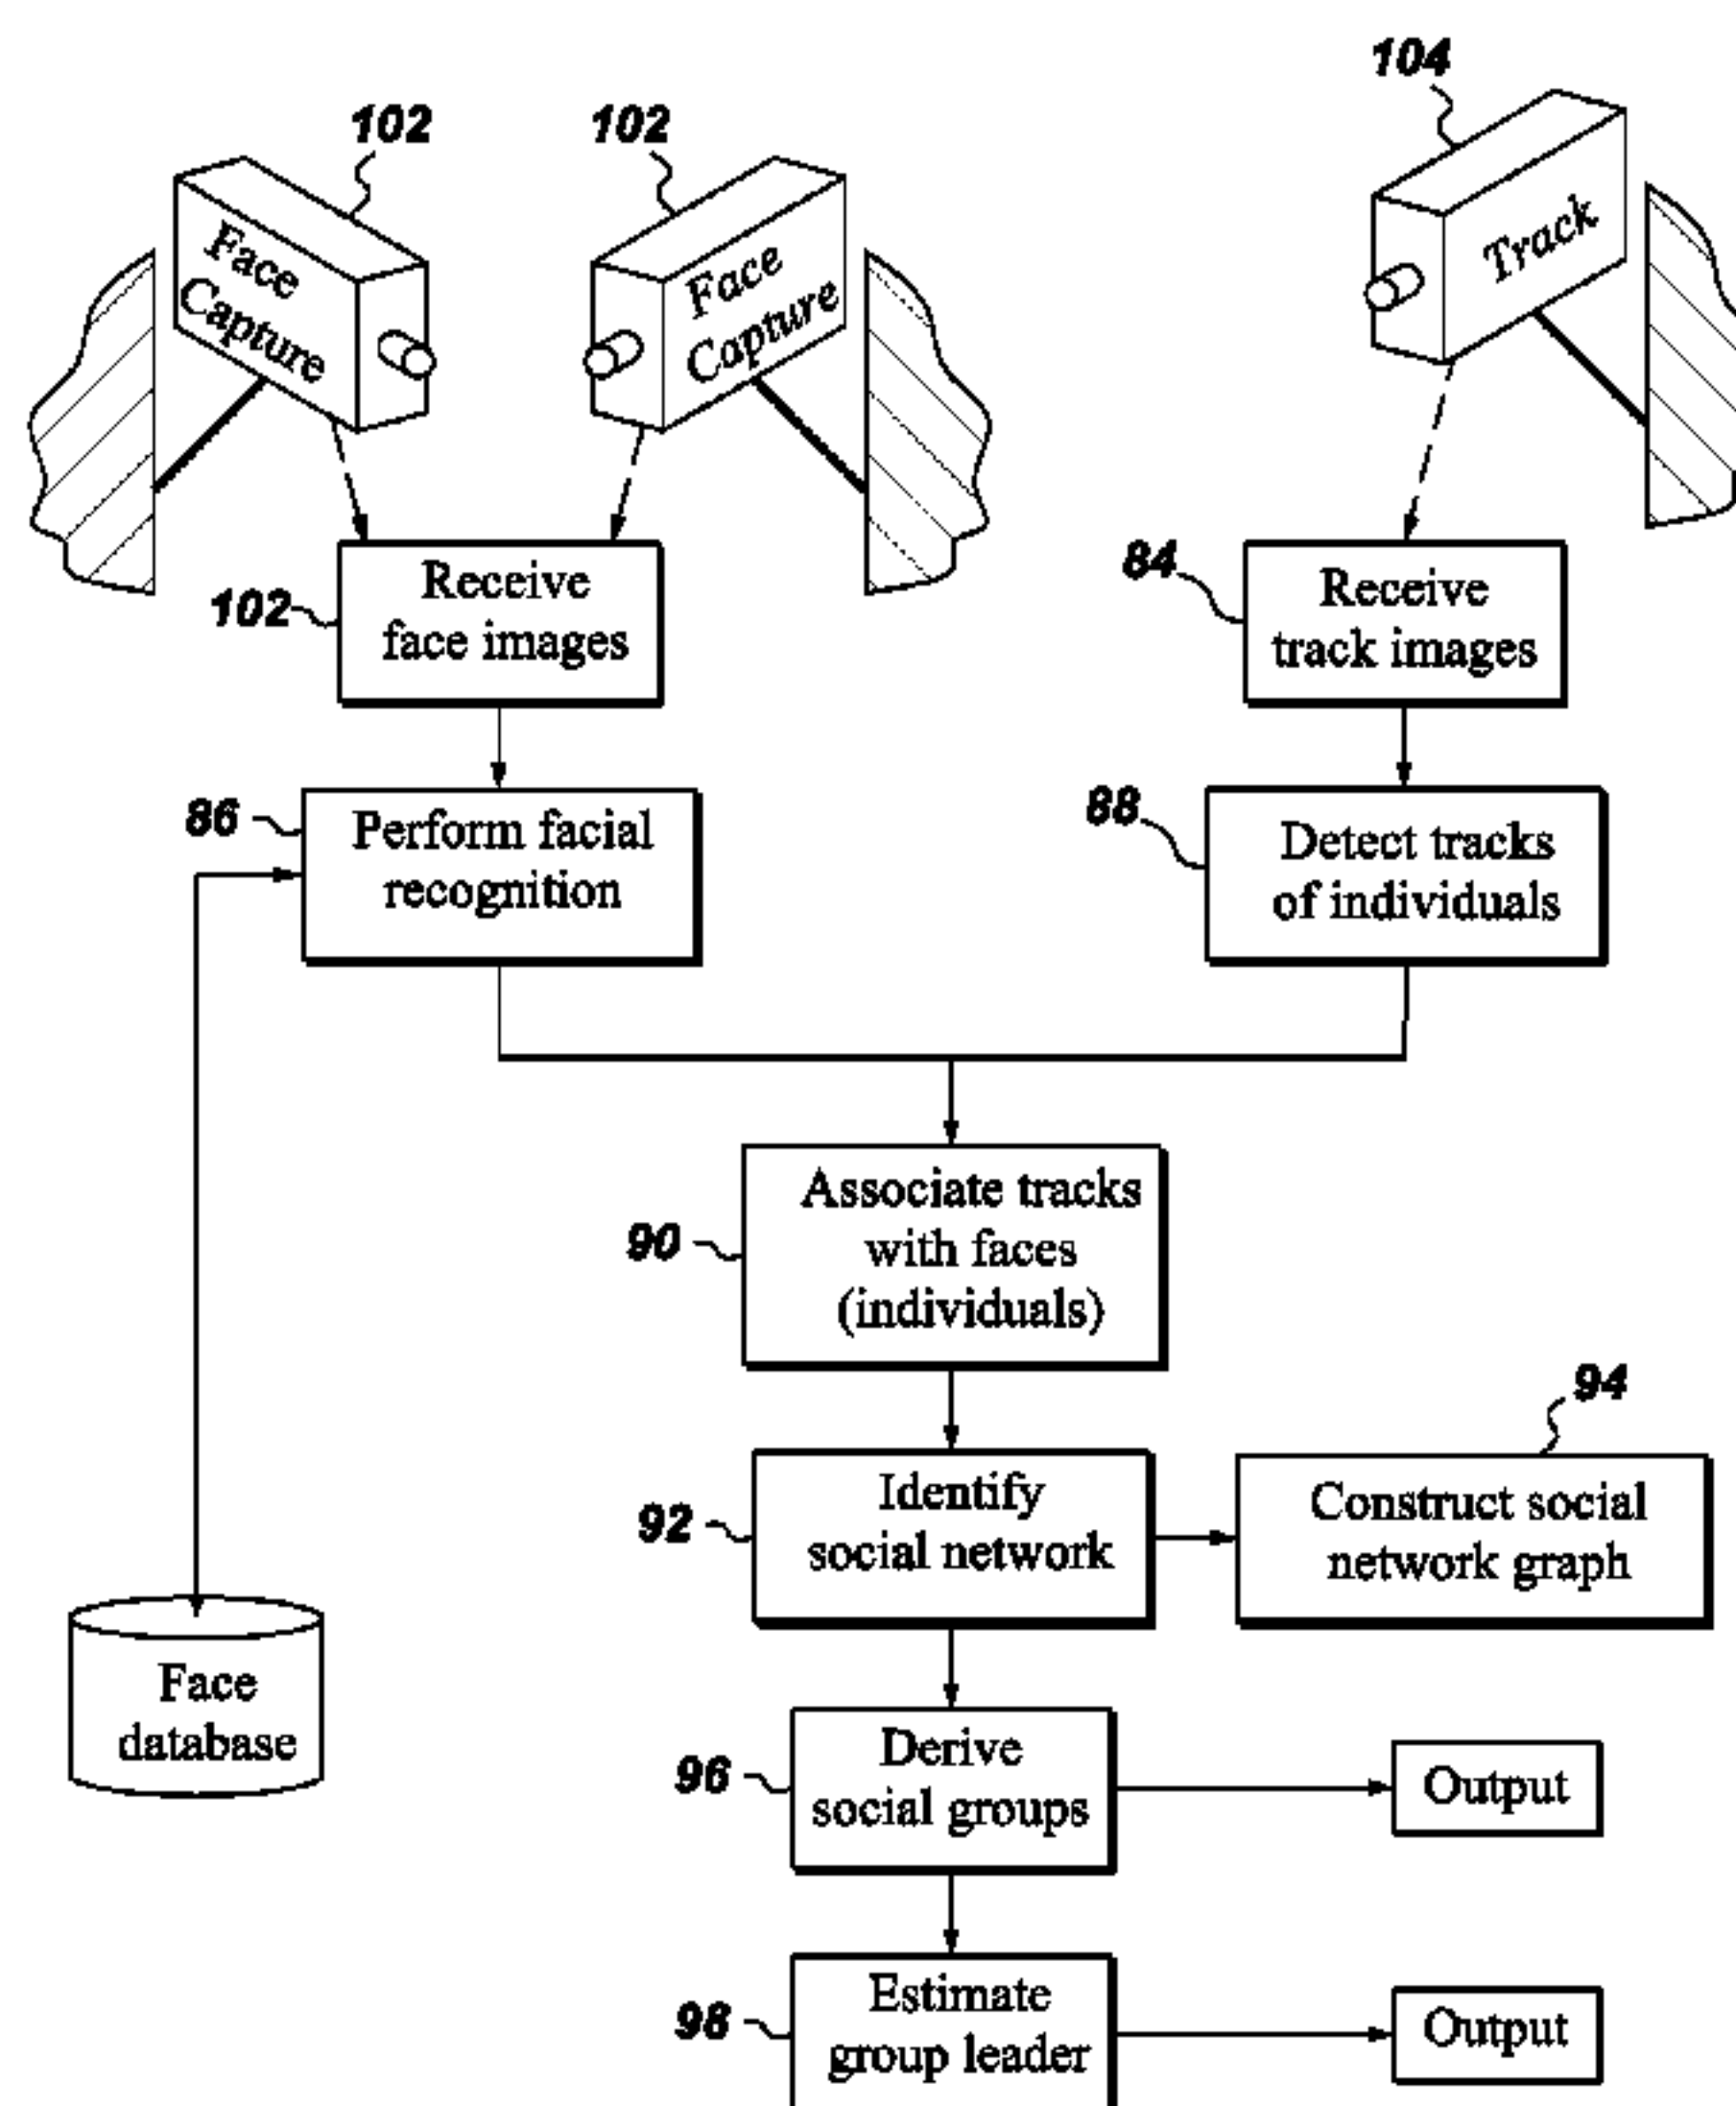 104
102
102
Face
Capture
Face
Capture
Track
102
Receive
face images
84
Receive
track images
86
Perform facial
recognition
88
Detect tracks
of individuals
90
Associate tracks
with faces
(individuals)
94
92
Identify
social network
Construct social
network graph
Face
database
96
Derive
social groups
Output
98
Estimate
group leader
Output